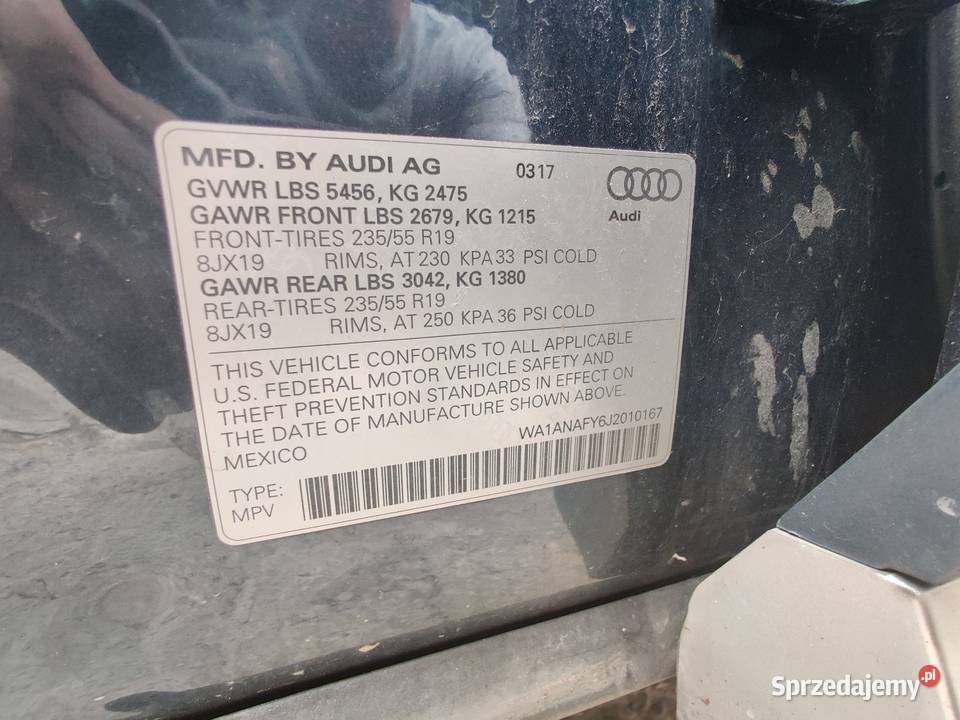 MFD. BY AUDI AG 0317
GVWR LBS 5456, KG 2475
GAWR FRONT LBS 2679, KG 1215
Audi
FRONT-TIRES 235/55 R19
8JX19 RIMS, AT 230 KPA 33 PSI COLD
GAWR REAR LBS 3042, KG 1380
REAR-TIRES 235/55 R19
8JX19 RIMS, AT 250 KPA 36 PSI COLD
THIS VEHICLE CONFORMS TO ALL APPLICABLE
U.S. FEDERAL MOTOR VEHICLE SAFETY AND
THEFT PREVENTION STANDARDS IN EFFECT ON
THE DATE OF MANUFACTURE SHOWN ABOVE.
MEXICO WA1ANAFY6J2010167
TYPE:
MPV
Sprzedajemy.pl